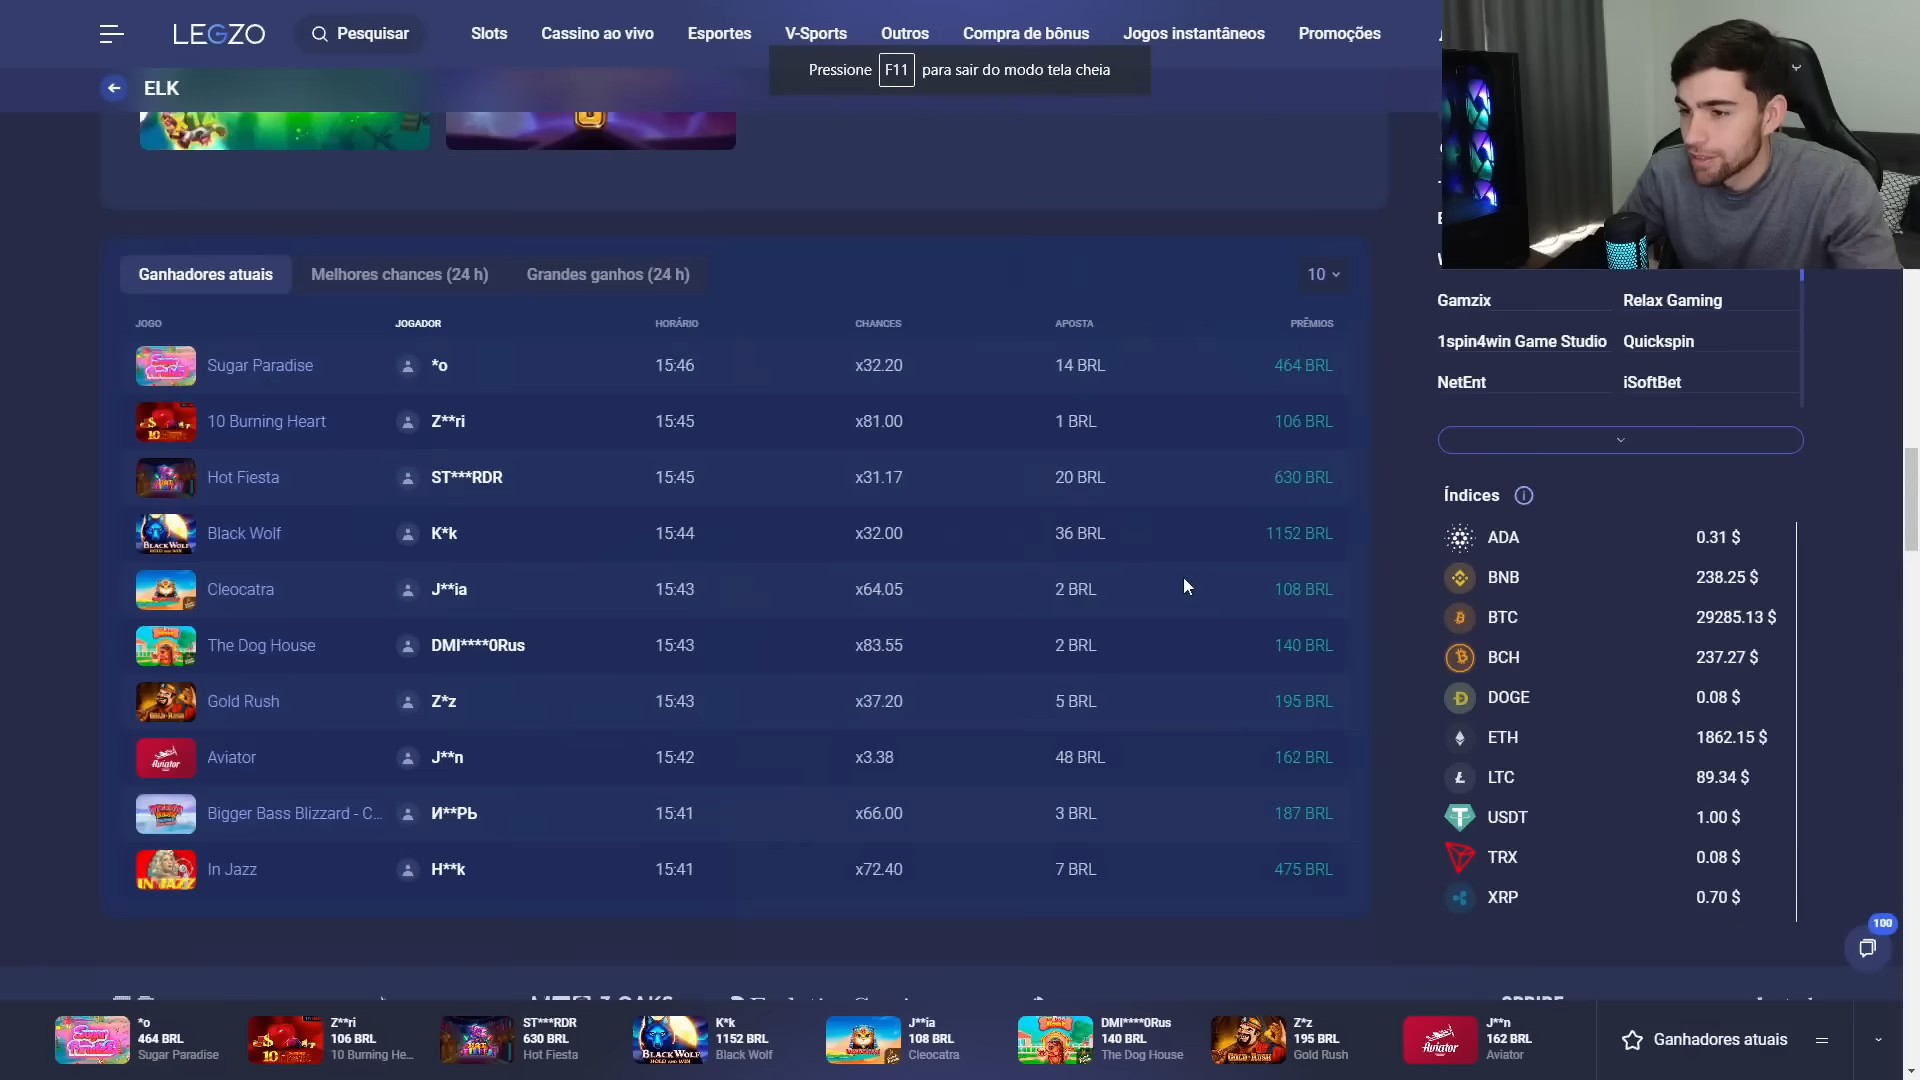 LEGZO
Pesquisar
Slots
Cassino ao vivo
Esportes
V-Sports
Outros
Compra de bônus
Jogos instantâneos
Promoções
Pressione F11 para sair do modo tela cheia
ELK
Ganhadores atuais
Melhores chances (24 h)
Grandes ganhos (24 h)
10
JOGO JOGADOR HORÁRIO CHANCES APOSTA PRÊMIOS
Sugar Paradise *o 15:46 x32.20 14 BRL 464 BRL
10 Burning Heart Z**ri 15:45 x81.00 1 BRL 106 BRL
Hot Fiesta ST***RDR 15:45 x31.17 20 BRL 630 BRL
Black Wolf K*k 15:44 x32.00 36 BRL 1152 BRL
Cleocatra J**ia 15:43 x64.05 2 BRL 108 BRL
The Dog House DMI****0Rus 15:43 x83.55 2 BRL 140 BRL
Gold Rush Z*z 15:43 x37.20 5 BRL 195 BRL
Aviator J**n 15:42 x3.38 48 BRL 162 BRL
Bigger Bass Blizzard - C... И**РЬ 15:41 x66.00 3 BRL 187 BRL
In Jazz H**k 15:41 x72.40 7 BRL 475 BRL
Gamzix Relax Gaming
1spin4win Game Studio Quickspin
NetEnt iSoftBet
Índices
ADA 0.31 $
BNB 238.25 $
BTC 29285.13 $
BCH 237.27 $
DOGE 0.08 $
ETH 1862.15 $
LTC 89.34 $
USDT 1.00 $
TRX 0.08 $
XRP 0.70 $
100
*o
464 BRL
Sugar Paradise
Z**ri
106 BRL
10 Burning He...
ST***RDR
630 BRL
Hot Fiesta
K*k
1152 BRL
Black Wolf
J**ia
108 BRL
Cleocatra
DMI****0Rus
140 BRL
The Dog House
Z*z
195 BRL
Gold Rush
J**n
162 BRL
Aviator
Ganhadores atuais